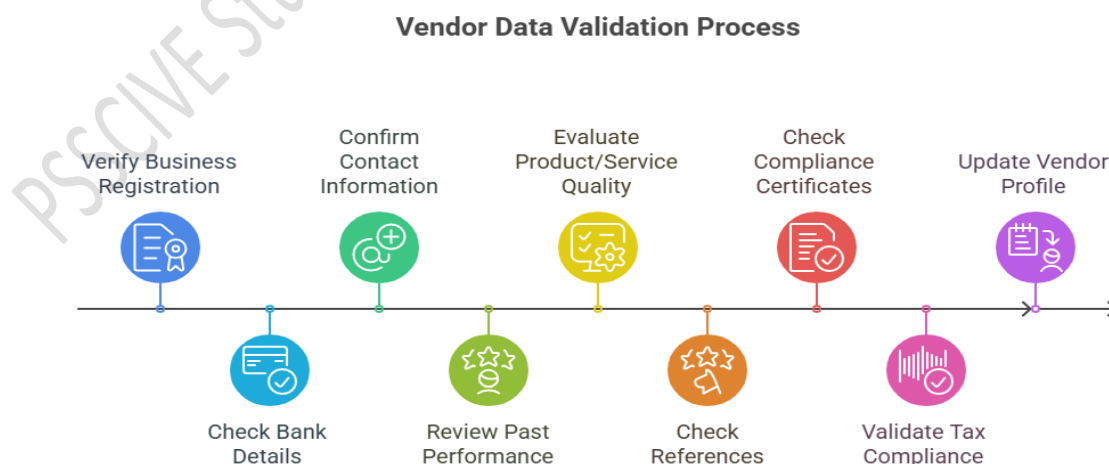 Vendor Data Validation Process
Verify Business
Registration
Check Bank
Details
Confirm
Contact
Information
Review Past
Performance
Evaluate
Product/Service
Quality
Check
References
Check
Compliance
Certificates
Validate Tax
Compliance
Update Vendor
Profile
PSSCIVE